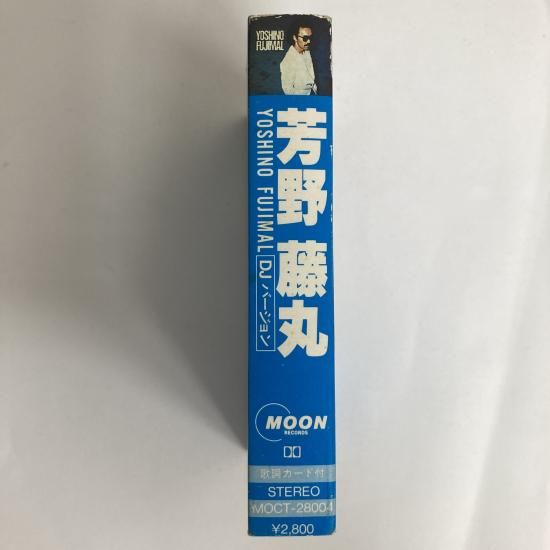 YOSHINO
FUJIMAL
芳野 藤丸
YOSHINO FUJIMAL DJ バージョン
MOON
RECORDS
歌詞カード付
STEREO
MOCT-28004
¥2,800